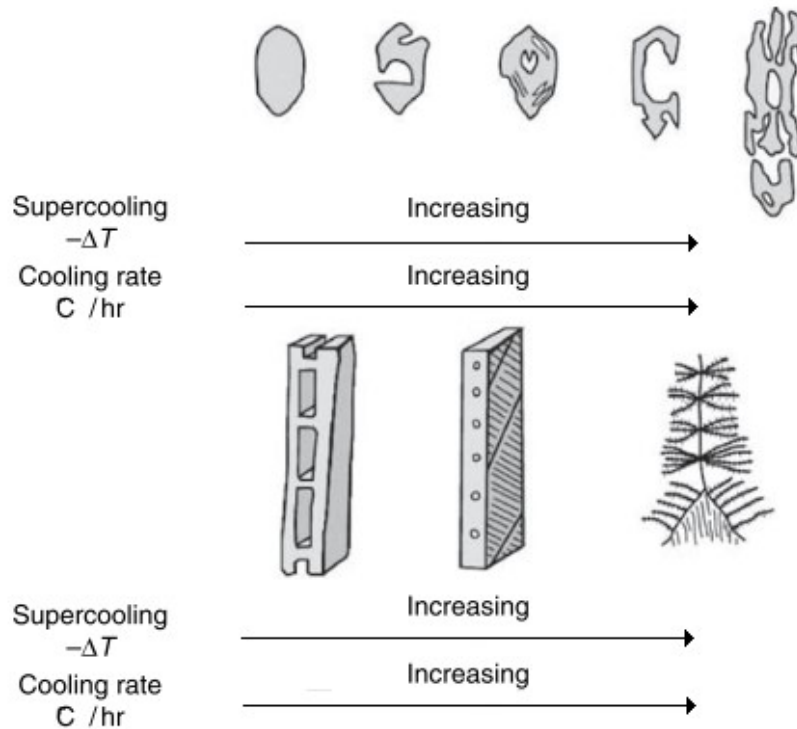 Supercooling
−ΔT
Increasing
Cooling rate
C /hr
Increasing
Supercooling
−ΔT
Increasing
Cooling rate
C /hr
Increasing